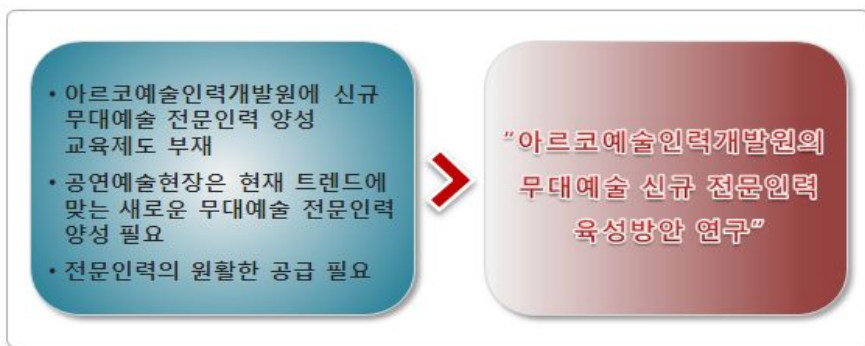 • 아르코예술인력개발원에 신규
무대예술 전문인력 양성
교육제도 부재
• 공연예술현장은 현재 트렌드에
맞는 새로운 무대예술 전문인력
양성 필요
• 전문인력의 원활한 공급 필요
"아르코예술인력개발원의
무대예술 신규 전문인력
육성방안 연구"